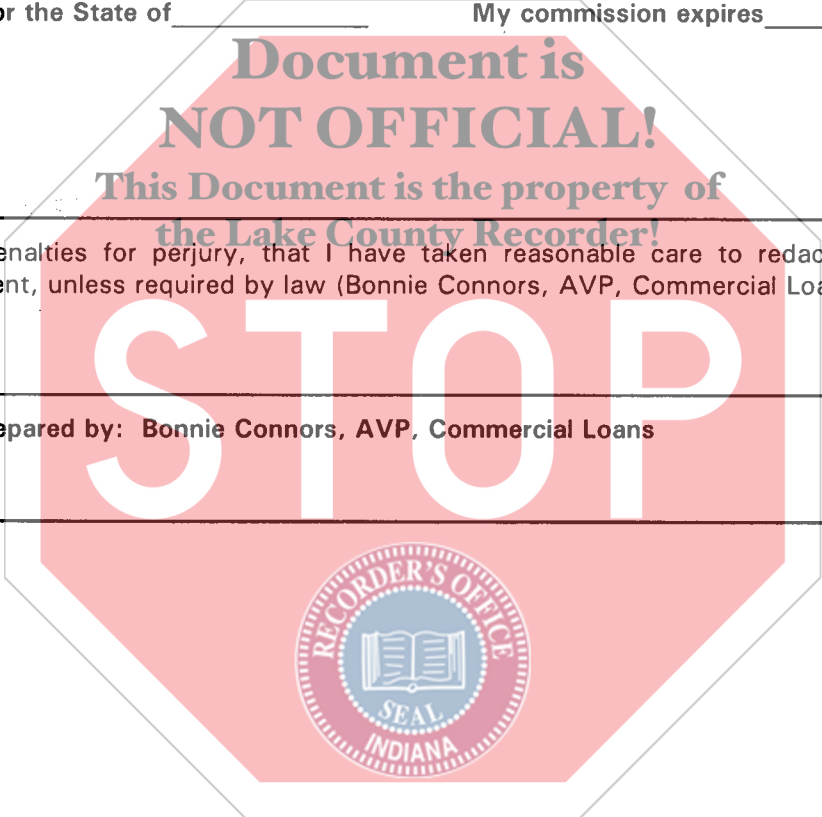 or the State of My commission expires
Document is
NOT OFFICIAL!
This Document is the property of
the Lake County Recorder!
enalties for perjury, that I have taken reasonable care to redac
ent, unless required by law (Bonnie Connors, AVP, Commercial Loa
STOP
epared by: Bonnie Connors, AVP, Commercial Loans
RECORDER'S OFFICE
SEAL
INDIANA